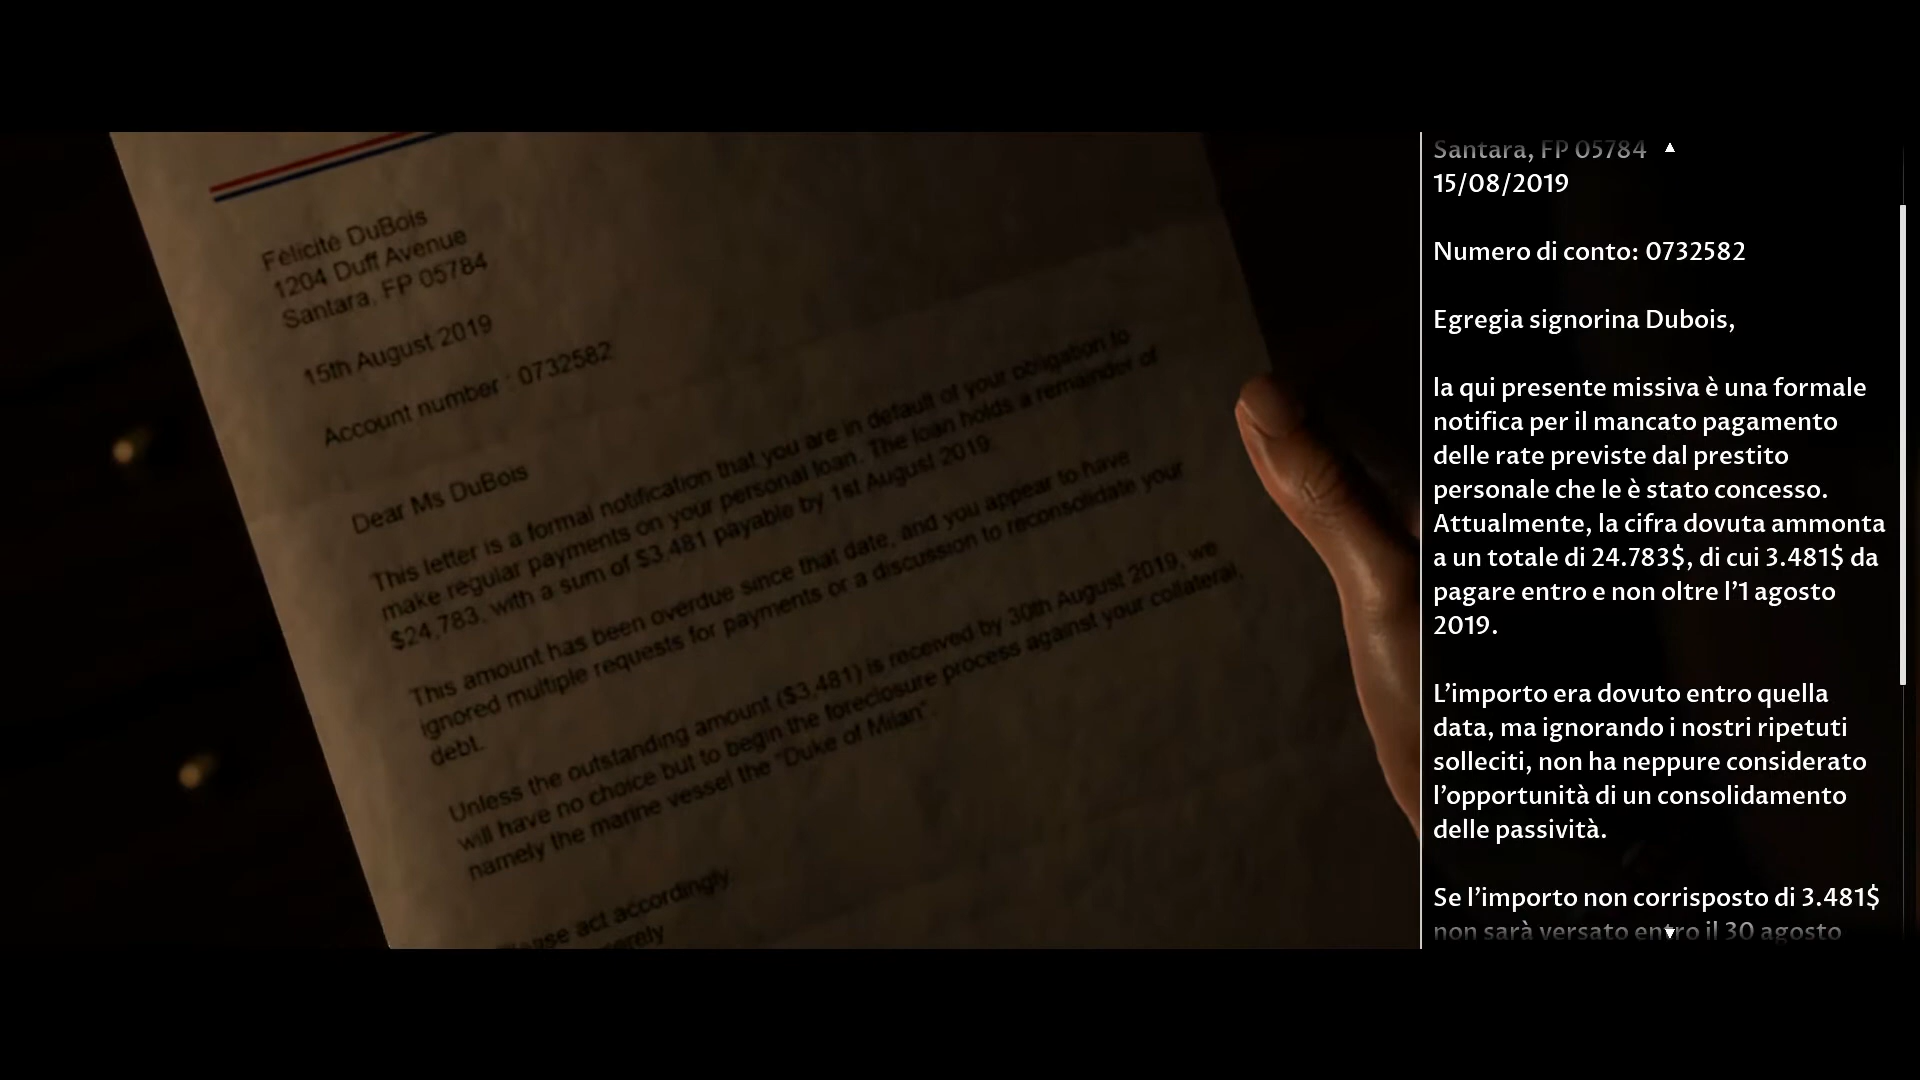 Félicité DuBois
1204 Duff Avenue
Santara, FP 05784
15th August 2019
Account number : 0732582
Dear Ms DuBois
This letter is a formal notification that you are in default of your obligation to
make regular payments on your personal loan. The loan holds a remainder of
$24,783, with a sum of $3,481 payable by 1st August 2019.
This amount has been overdue since that date, and you appear to have
ignored multiple requests for payments or a discussion to reconsolidate your
debt.
Unless the outstanding amount ($3,481) is received by 30th August 2019, we
will have no choice but to begin the foreclosure process against your collateral,
namely the marine vessel the "Duke of Milan".
act accordingly
Santara, FP 05784
15/08/2019
Numero di conto: 0732582
Egregia signorina Dubois,
la qui presente missiva è una formale
notifica per il mancato pagamento
delle rate previste dal prestito
personale che le è stato concesso.
Attualmente, la cifra dovuta ammonta
a un totale di 24.783$, di cui 3.481$ da
pagare entro e non oltre l'1 agosto
2019.
L'importo era dovuto entro quella
data, ma ignorando i nostri ripetuti
solleciti, non ha neppure considerato
l'opportunità di un consolidamento
delle passività.
Se l'importo non corrisposto di 3.481$
non sarà versato entro il 30 agosto